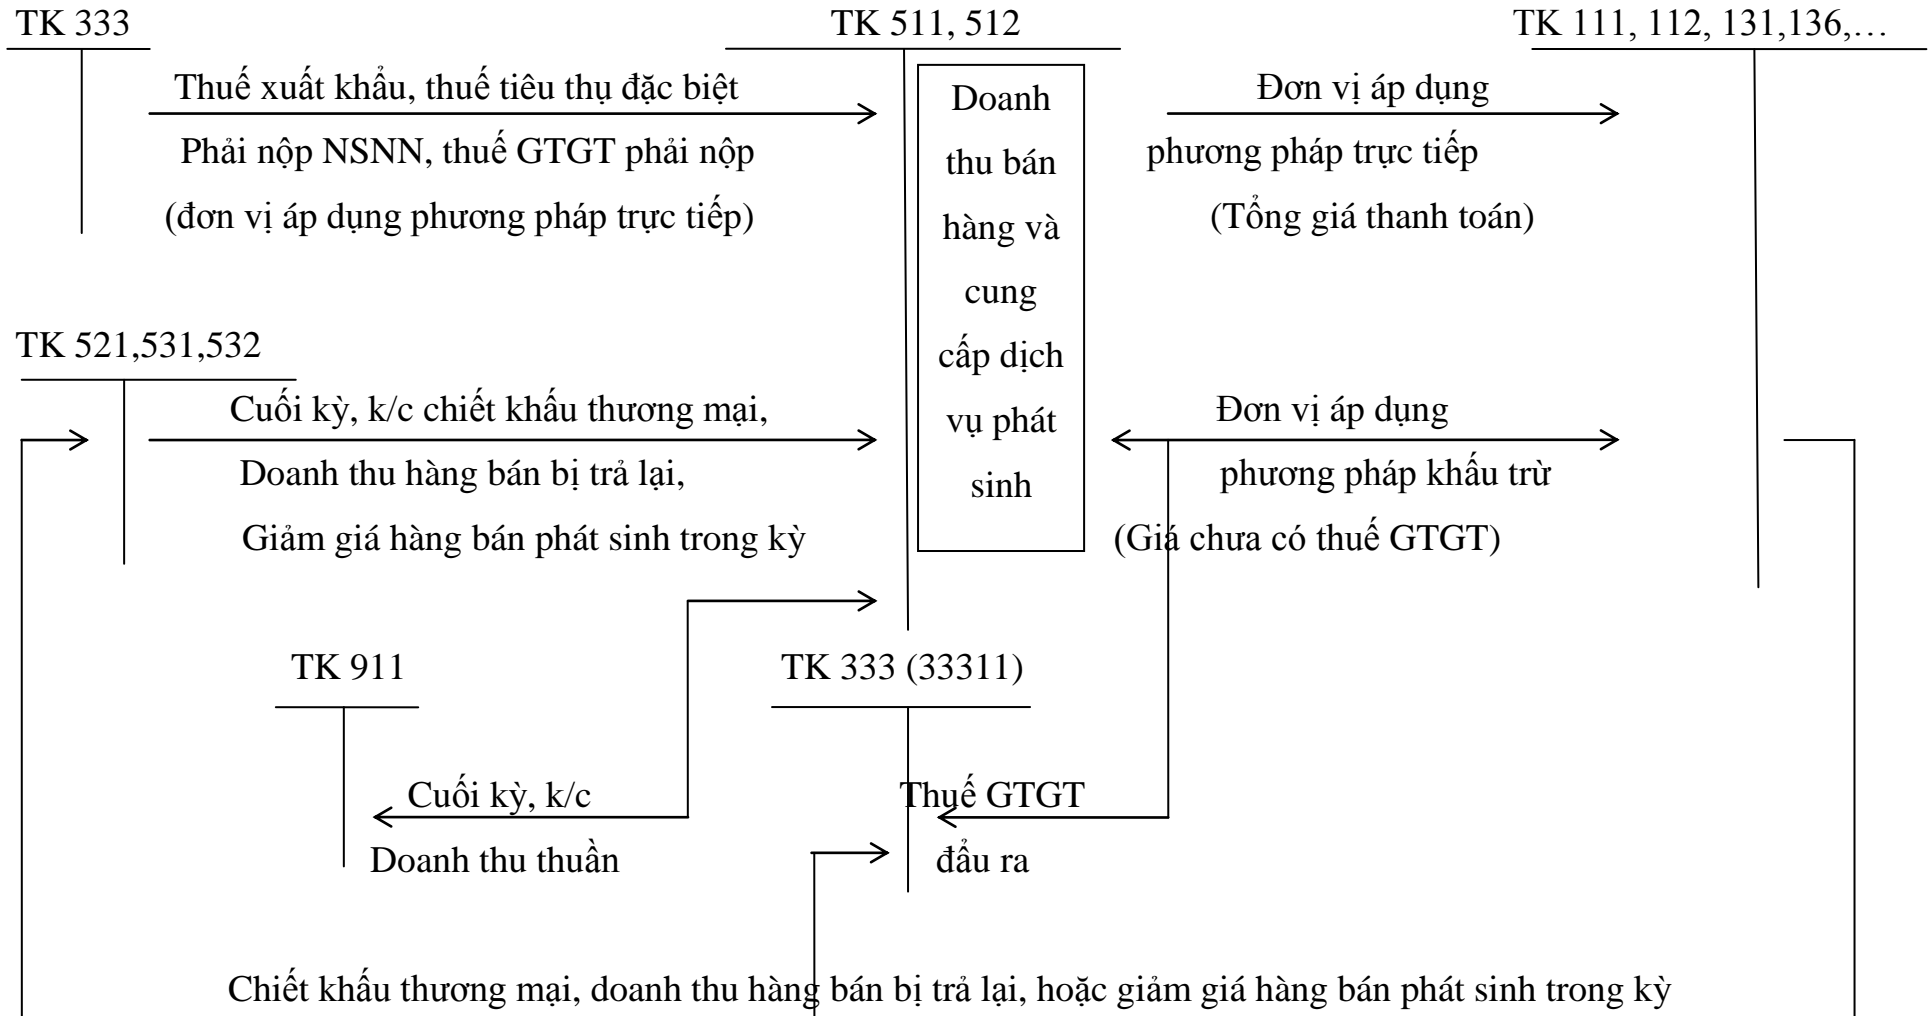 TK 333
TK 511, 512
TK 111, 112, 131,136,…
Thuế xuất khẩu, thuế tiêu thụ đặc biệt
Phải nộp NSNN, thuế GTGT phải nộp
(đơn vị áp dụng phương pháp trực tiếp)
Doanh
thu bán
hàng và
cung
cấp dịch
vụ phát
sinh
Đơn vị áp dụng
phương pháp trực tiếp
(Tổng giá thanh toán)
TK 521,531,532
Cuối kỳ, k/c chiết khấu thương mại,
Doanh thu hàng bán bị trả lại,
Giảm giá hàng bán phát sinh trong kỳ
Đơn vị áp dụng
phương pháp khấu trừ
(Giá chưa có thuế GTGT)
TK 911
TK 333 (33311)
Cuối kỳ, k/c
Doanh thu thuần
Thuế GTGT
đẩu ra
Chiết khấu thương mại, doanh thu hàng bán bị trả lại, hoặc giảm giá hàng bán phát sinh trong kỳ